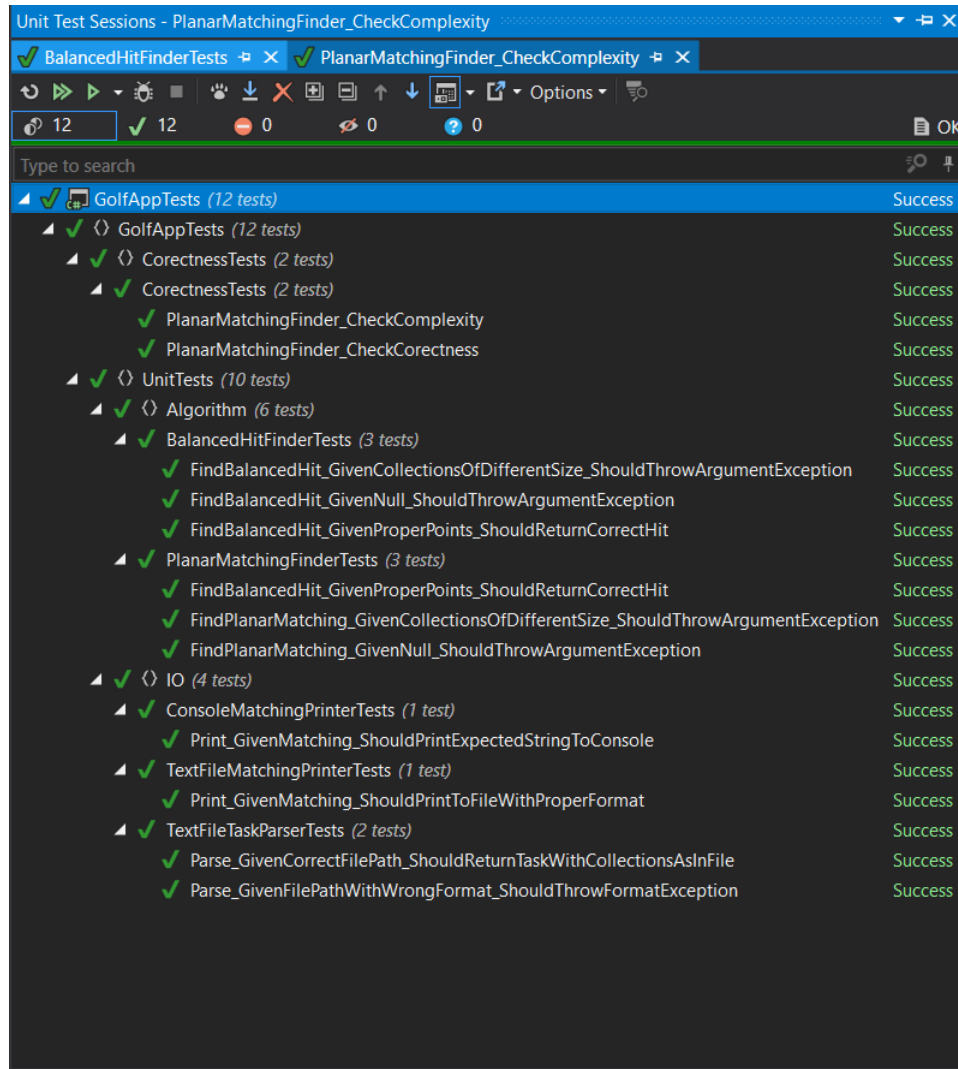 Unit Test Sessions - PlanarMatchingFinder_CheckComplexity
BalancedHitFinderTests PlanarMatchingFinder_CheckComplexity
Options
12 12 0 0 0 OK
Type to search
GolfAppTests (12 tests) Success
GolfAppTests (12 tests) Success
CorectnessTests (2 tests) Success
CorectnessTests (2 tests) Success
PlanarMatchingFinder_CheckComplexity Success
PlanarMatchingFinder_CheckCorectness Success
UnitTests (10 tests) Success
Algorithm (6 tests) Success
BalancedHitFinderTests (3 tests) Success
FindBalancedHit_GivenCollectionsOfDifferentSize_ShouldThrowArgumentException Success
FindBalancedHit_GivenNull_ShouldThrowArgumentException Success
FindBalancedHit_GivenProperPoints_ShouldReturnCorrectHit Success
PlanarMatchingFinderTests (3 tests) Success
FindBalancedHit_GivenProperPoints_ShouldReturnCorrectHit Success
FindPlanarMatching_GivenCollectionsOfDifferentSize_ShouldThrowArgumentException Success
FindPlanarMatching_GivenNull_ShouldThrowArgumentException Success
IO (4 tests) Success
ConsoleMatchingPrinterTests (1 test) Success
Print_GivenMatching_ShouldPrintExpectedStringToConsole Success
TextFileMatchingPrinterTests (1 test) Success
Print_GivenMatching_ShouldPrintToFileWithProperFormat Success
TextFileTaskParserTests (2 tests) Success
Parse_GivenCorrectFilePath_ShouldReturnTaskWithCollectionsAsInFile Success
Parse_GivenFilePathWithWrongFormat_ShouldThrowFormatException Success